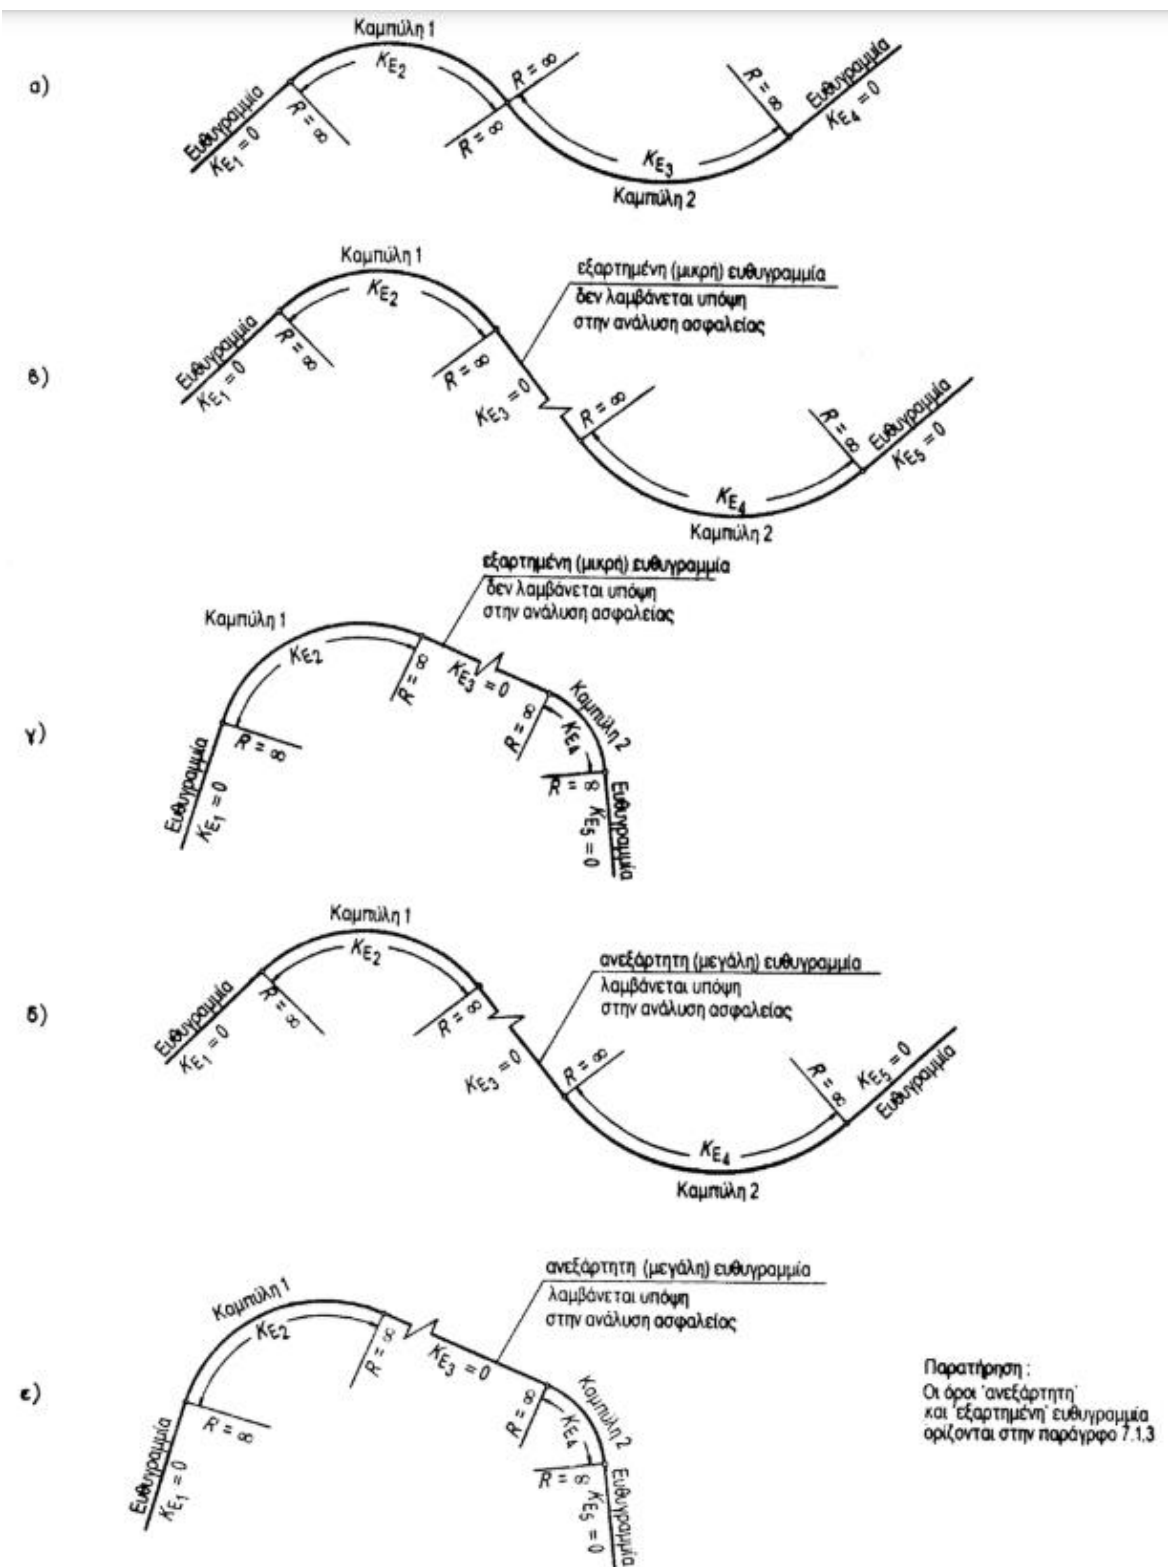 α)
Καμπύλη 1
Ευθυγραμμία
K_E1 = 0
R = ∞
K_E2
R = ∞
R = ∞
K_E3
Καμπύλη 2
R = ∞
Ευθυγραμμία
K_E4 = 0
β)
Καμπύλη 1
Ευθυγραμμία
K_E1 = 0
R = ∞
K_E2
R = ∞
εξαρτημένη (μικρή) ευθυγραμμία
δεν λαμβάνεται υπόψη
στην ανάλυση ασφαλείας
K_E3 = 0
R = ∞
K_E4
Καμπύλη 2
R = ∞
Ευθυγραμμία
K_E5 = 0
γ)
εξαρτημένη (μικρή) ευθυγραμμία
δεν λαμβάνεται υπόψη
στην ανάλυση ασφαλείας
Καμπύλη 1
Ευθυγραμμία
K_E1 = 0
R = ∞
K_E2
R = ∞
K_E3 = 0
R = ∞
K_E4
Καμπύλη 2
R = ∞
K_E5 = 0
Ευθυγραμμία
δ)
Καμπύλη 1
Ευθυγραμμία
K_E1 = 0
R = ∞
K_E2
R = ∞
ανεξάρτητη (μεγάλη) ευθυγραμμία
λαμβάνεται υπόψη
στην ανάλυση ασφαλείας
K_E3 = 0
R = ∞
K_E4
Καμπύλη 2
R = ∞
K_E5 = 0
Ευθυγραμμία
ε)
ανεξάρτητη (μεγάλη) ευθυγραμμία
λαμβάνεται υπόψη
στην ανάλυση ασφαλείας
Καμπύλη 1
Ευθυγραμμία
K_E1 = 0
R = ∞
K_E2
R = ∞
K_E3 = 0
R = ∞
K_E4
Καμπύλη 2
R = ∞
K_E5 = 0
Ευθυγραμμία
Παρατήρηση :
Οι όροι 'ανεξάρτητη'
και 'εξαρτημένη' ευθυγραμμία
ορίζονται στην παράγρφο 7.1.3